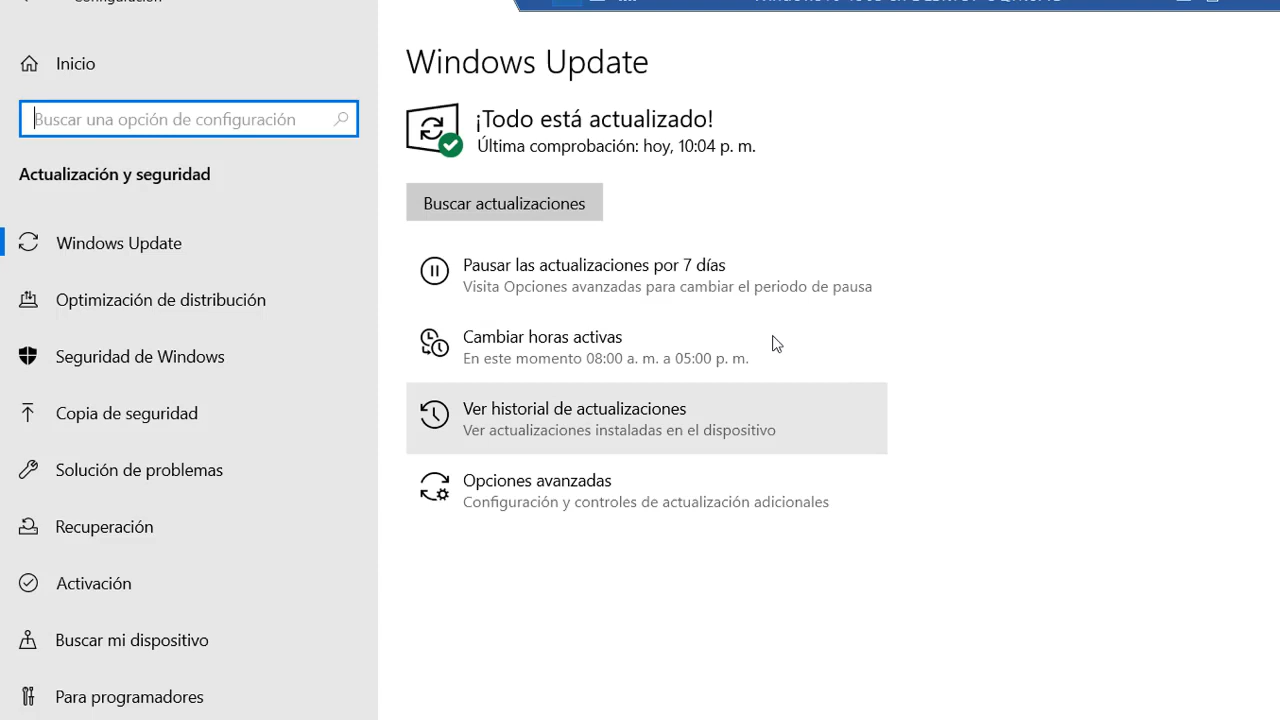 Configuración
Inicio
Buscar una opción de configuración
Actualización y seguridad
Windows Update
Optimización de distribución
Seguridad de Windows
Copia de seguridad
Solución de problemas
Recuperación
Activación
Buscar mi dispositivo
Para programadores
Windows Update
¡Todo está actualizado!
Última comprobación: hoy, 10:04 p. m.
Buscar actualizaciones
Pausar las actualizaciones por 7 días
Visita Opciones avanzadas para cambiar el periodo de pausa
Cambiar horas activas
En este momento 08:00 a. m. a 05:00 p. m.
Ver historial de actualizaciones
Ver actualizaciones instaladas en el dispositivo
Opciones avanzadas
Configuración y controles de actualización adicionales